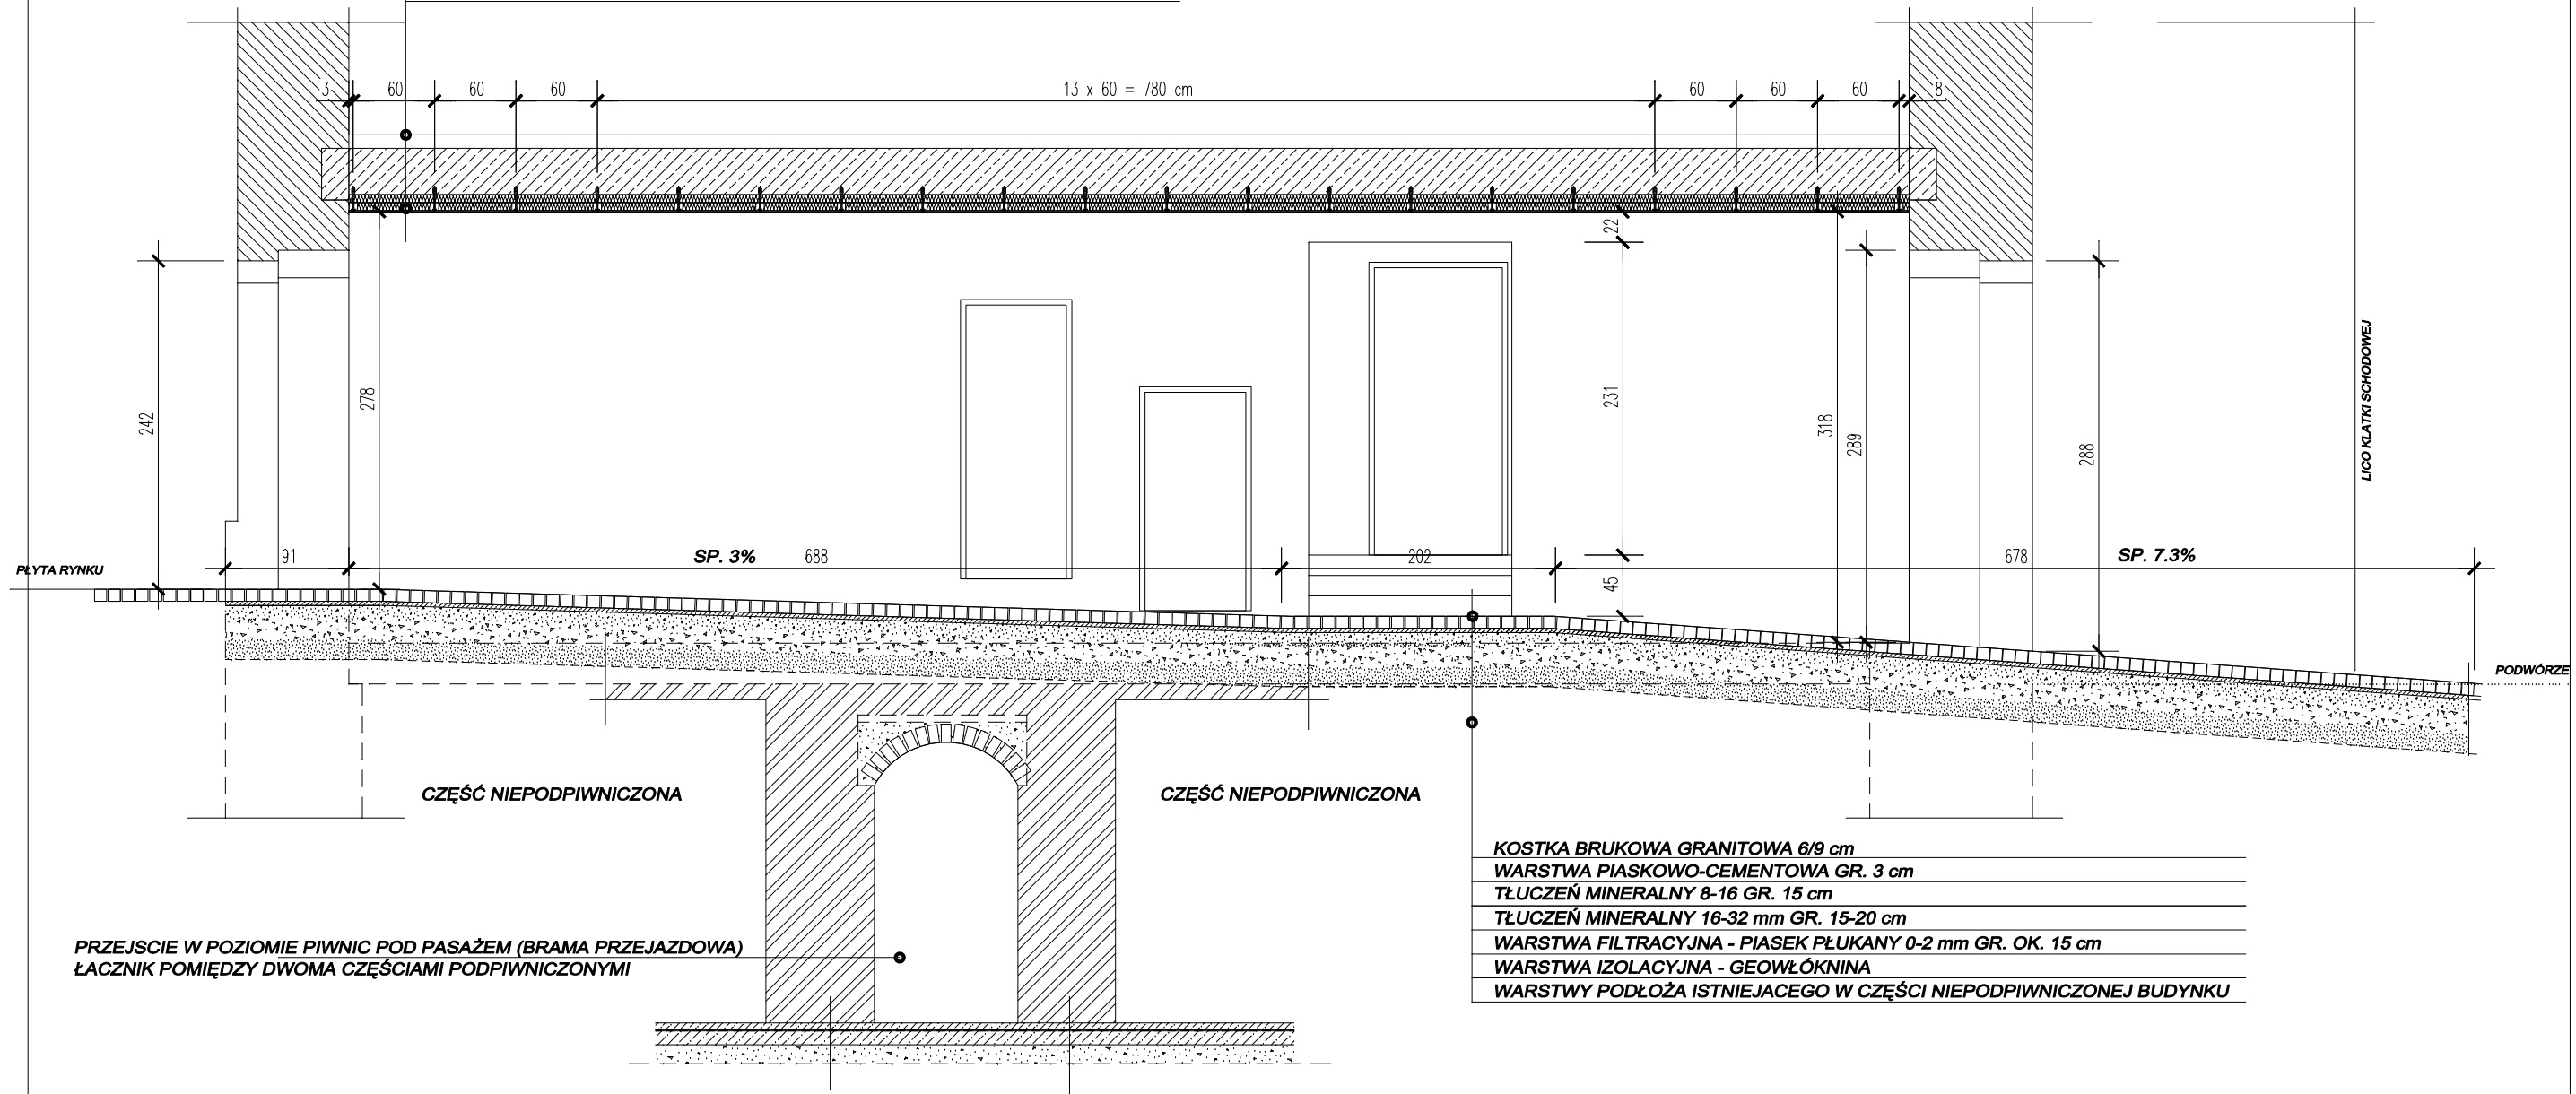 3 60 60 60 13 x 60 = 780 cm 60 60 60 8
22
242
278
231
318
289
288
LICO KLATKI SCHODOWEJ
PŁYTA RYNKU
91 SP. 3% 688 202 678 SP. 7.3%
45
PODWÓRZE
CZĘŚĆ NIEPODPIWNICZONA
CZĘŚĆ NIEPODPIWNICZONA
KOSTKA BRUKOWA GRANITOWA 6/9 cm
WARSTWA PIASKOWO-CEMENTOWA GR. 3 cm
TŁUCZEŃ MINERALNY 8-16 GR. 15 cm
TŁUCZEŃ MINERALNY 16-32 mm GR. 15-20 cm
WARSTWA FILTRACYJNA - PIASEK PŁUKANY 0-2 mm GR. OK. 15 cm
WARSTWA IZOLACYJNA - GEOWŁÓKNINA
WARSTWY PODŁOŻA ISTNIEJACEGO W CZĘŚCI NIEPODPIWNICZONEJ BUDYNKU
PRZEJSCIE W POZIOMIE PIWNIC POD PASAŻEM (BRAMA PRZEJAZDOWA)
ŁACZNIK POMIĘDZY DWOMA CZĘŚCIAMI PODPIWNICZONYMI